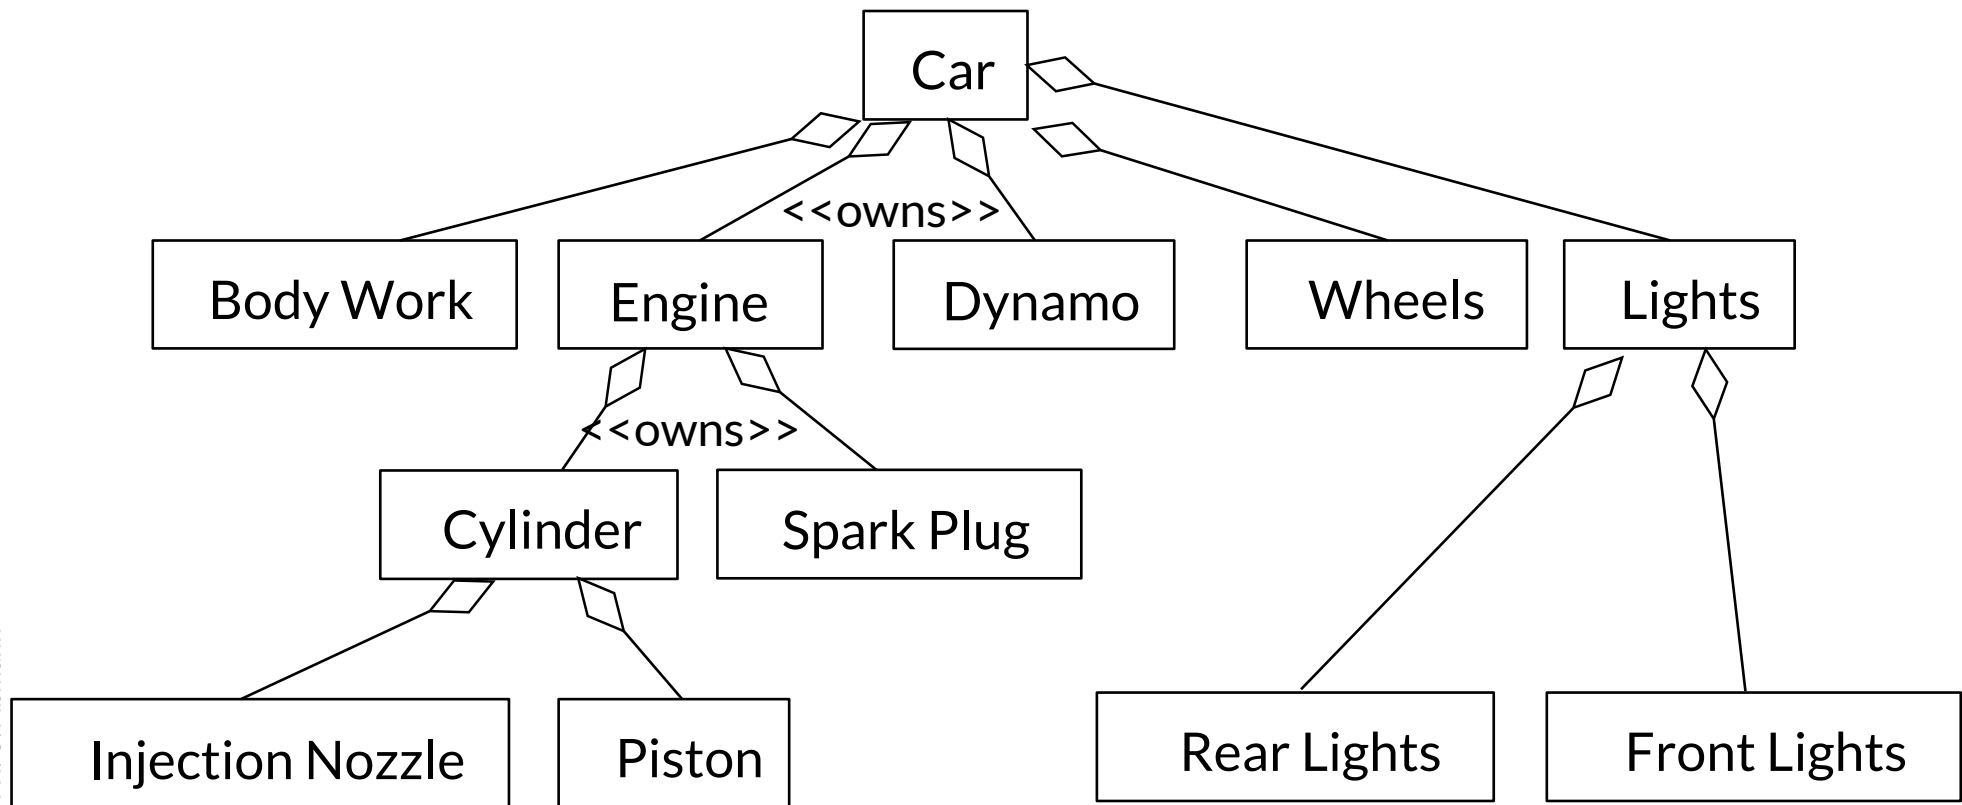 Car
<<owns>>
Body Work
Engine
Dynamo
Wheels
Lights
<<owns>>
Cylinder
Spark Plug
Injection Nozzle
Piston
Rear Lights
Front Lights